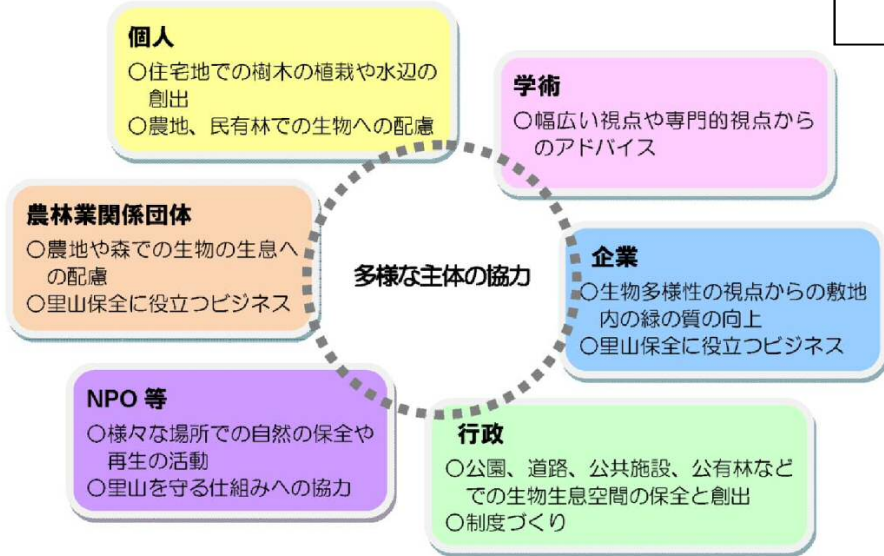 個人
○住宅地での樹木の植栽や水辺の
創出
○農地、民有林での生物への配慮
学術
○幅広い視点や専門的視点から
のアドバイス
農林業関係団体
○農地や森での生物の生息へ
の配慮
○里山保全に役立つビジネス
多様な主体の協力
企業
○生物多様性の視点からの敷地
内の緑の質の向上
○里山保全に役立つビジネス
NPO 等
○様々な場所での自然の保全や
再生の活動
○里山を守る仕組みへの協力
行政
○公園、道路、公共施設、公有林など
での生物生息空間の保全と創出
○制度づくり